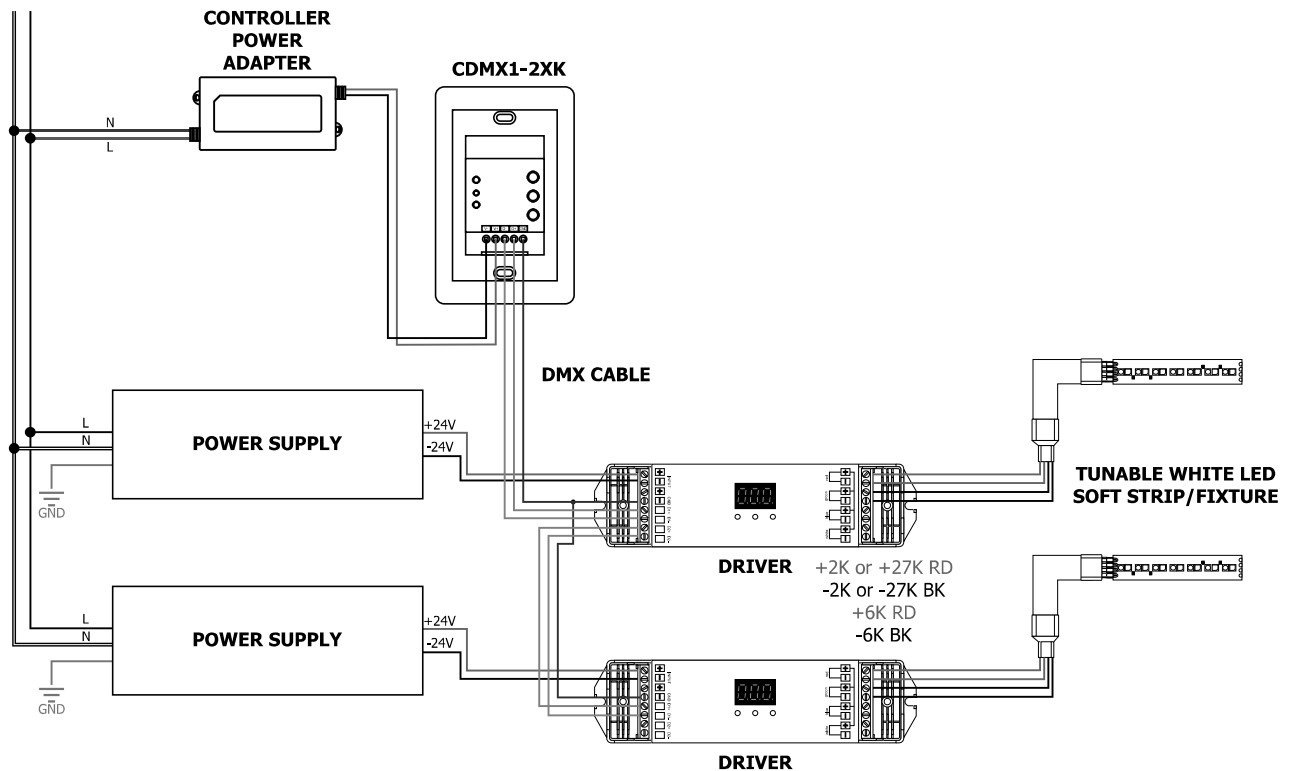 CONTROLLER
POWER
ADAPTER
CDMX1-2XK
N
L
DMX CABLE
L
N
POWER SUPPLY
+24V
-24V
GND
TUNABLE WHITE LED
SOFT STRIP/FIXTURE
DRIVER
+2K or +27K RD
-2K or -27K BK
+6K RD
-6K BK
L
N
POWER SUPPLY
+24V
-24V
GND
DRIVER